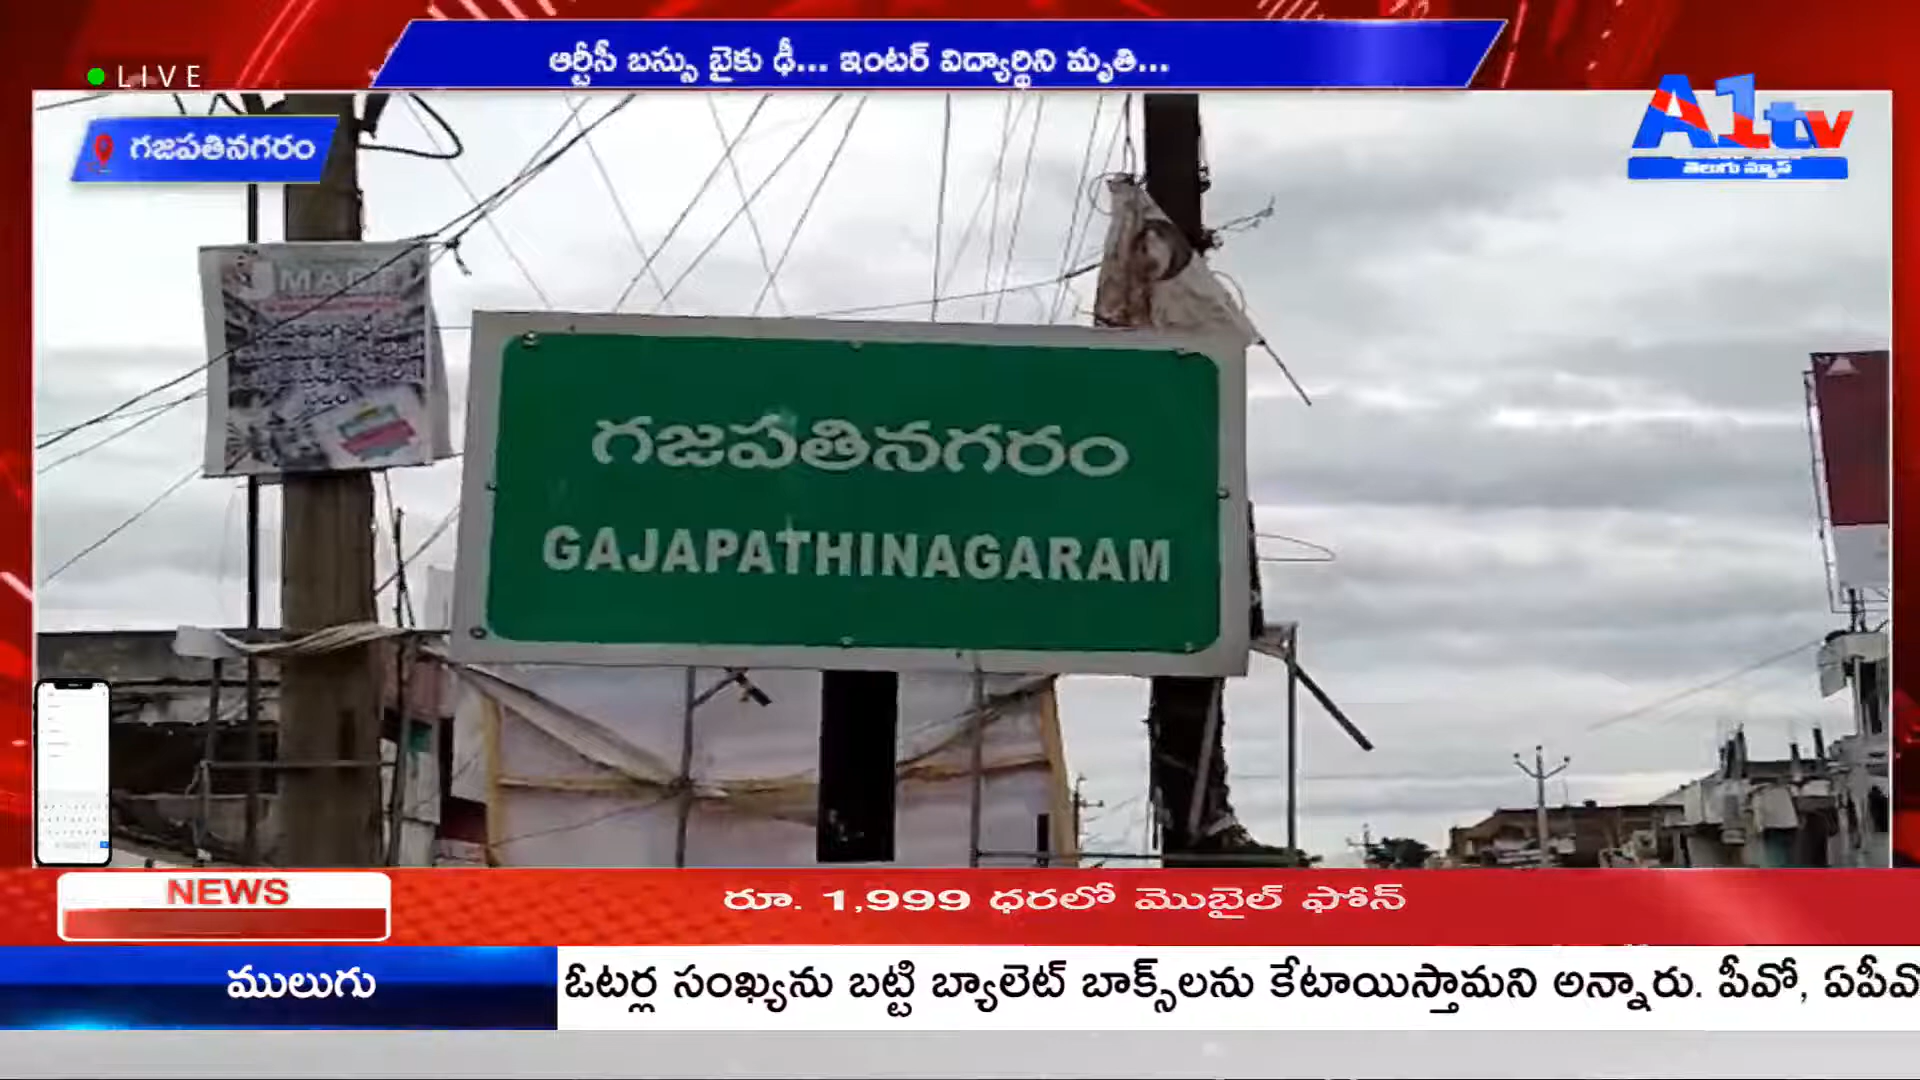 ఆర్టీసీ బస్సు బైకు ఢీ... ఇంటర్ విద్యార్థిని మృతి...
LIVE
గజపతినగరం
A1tv
తెలుగు న్యూస్
MART
గజపతినగరం
GAJAPATHINAGARAM
NEWS
రూ. 1,999 ధరలో మొబైల్ ఫోన్
ములుగు
ఓటర్ల సంఖ్యను బట్టి బ్యాలెట్ బాక్స్‌లను కేటాయిస్తామని అన్నారు. పీవో, ఏపీవో